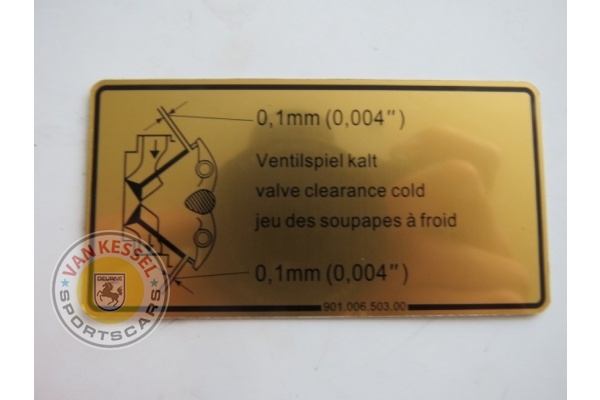 0,1mm (0,004″)
Ventilspiel kalt
valve clearance cold
jeu des soupapes à froid
0,1mm (0,004″)
901.006.503.00
VAN KESSEL
SPORTSCARS